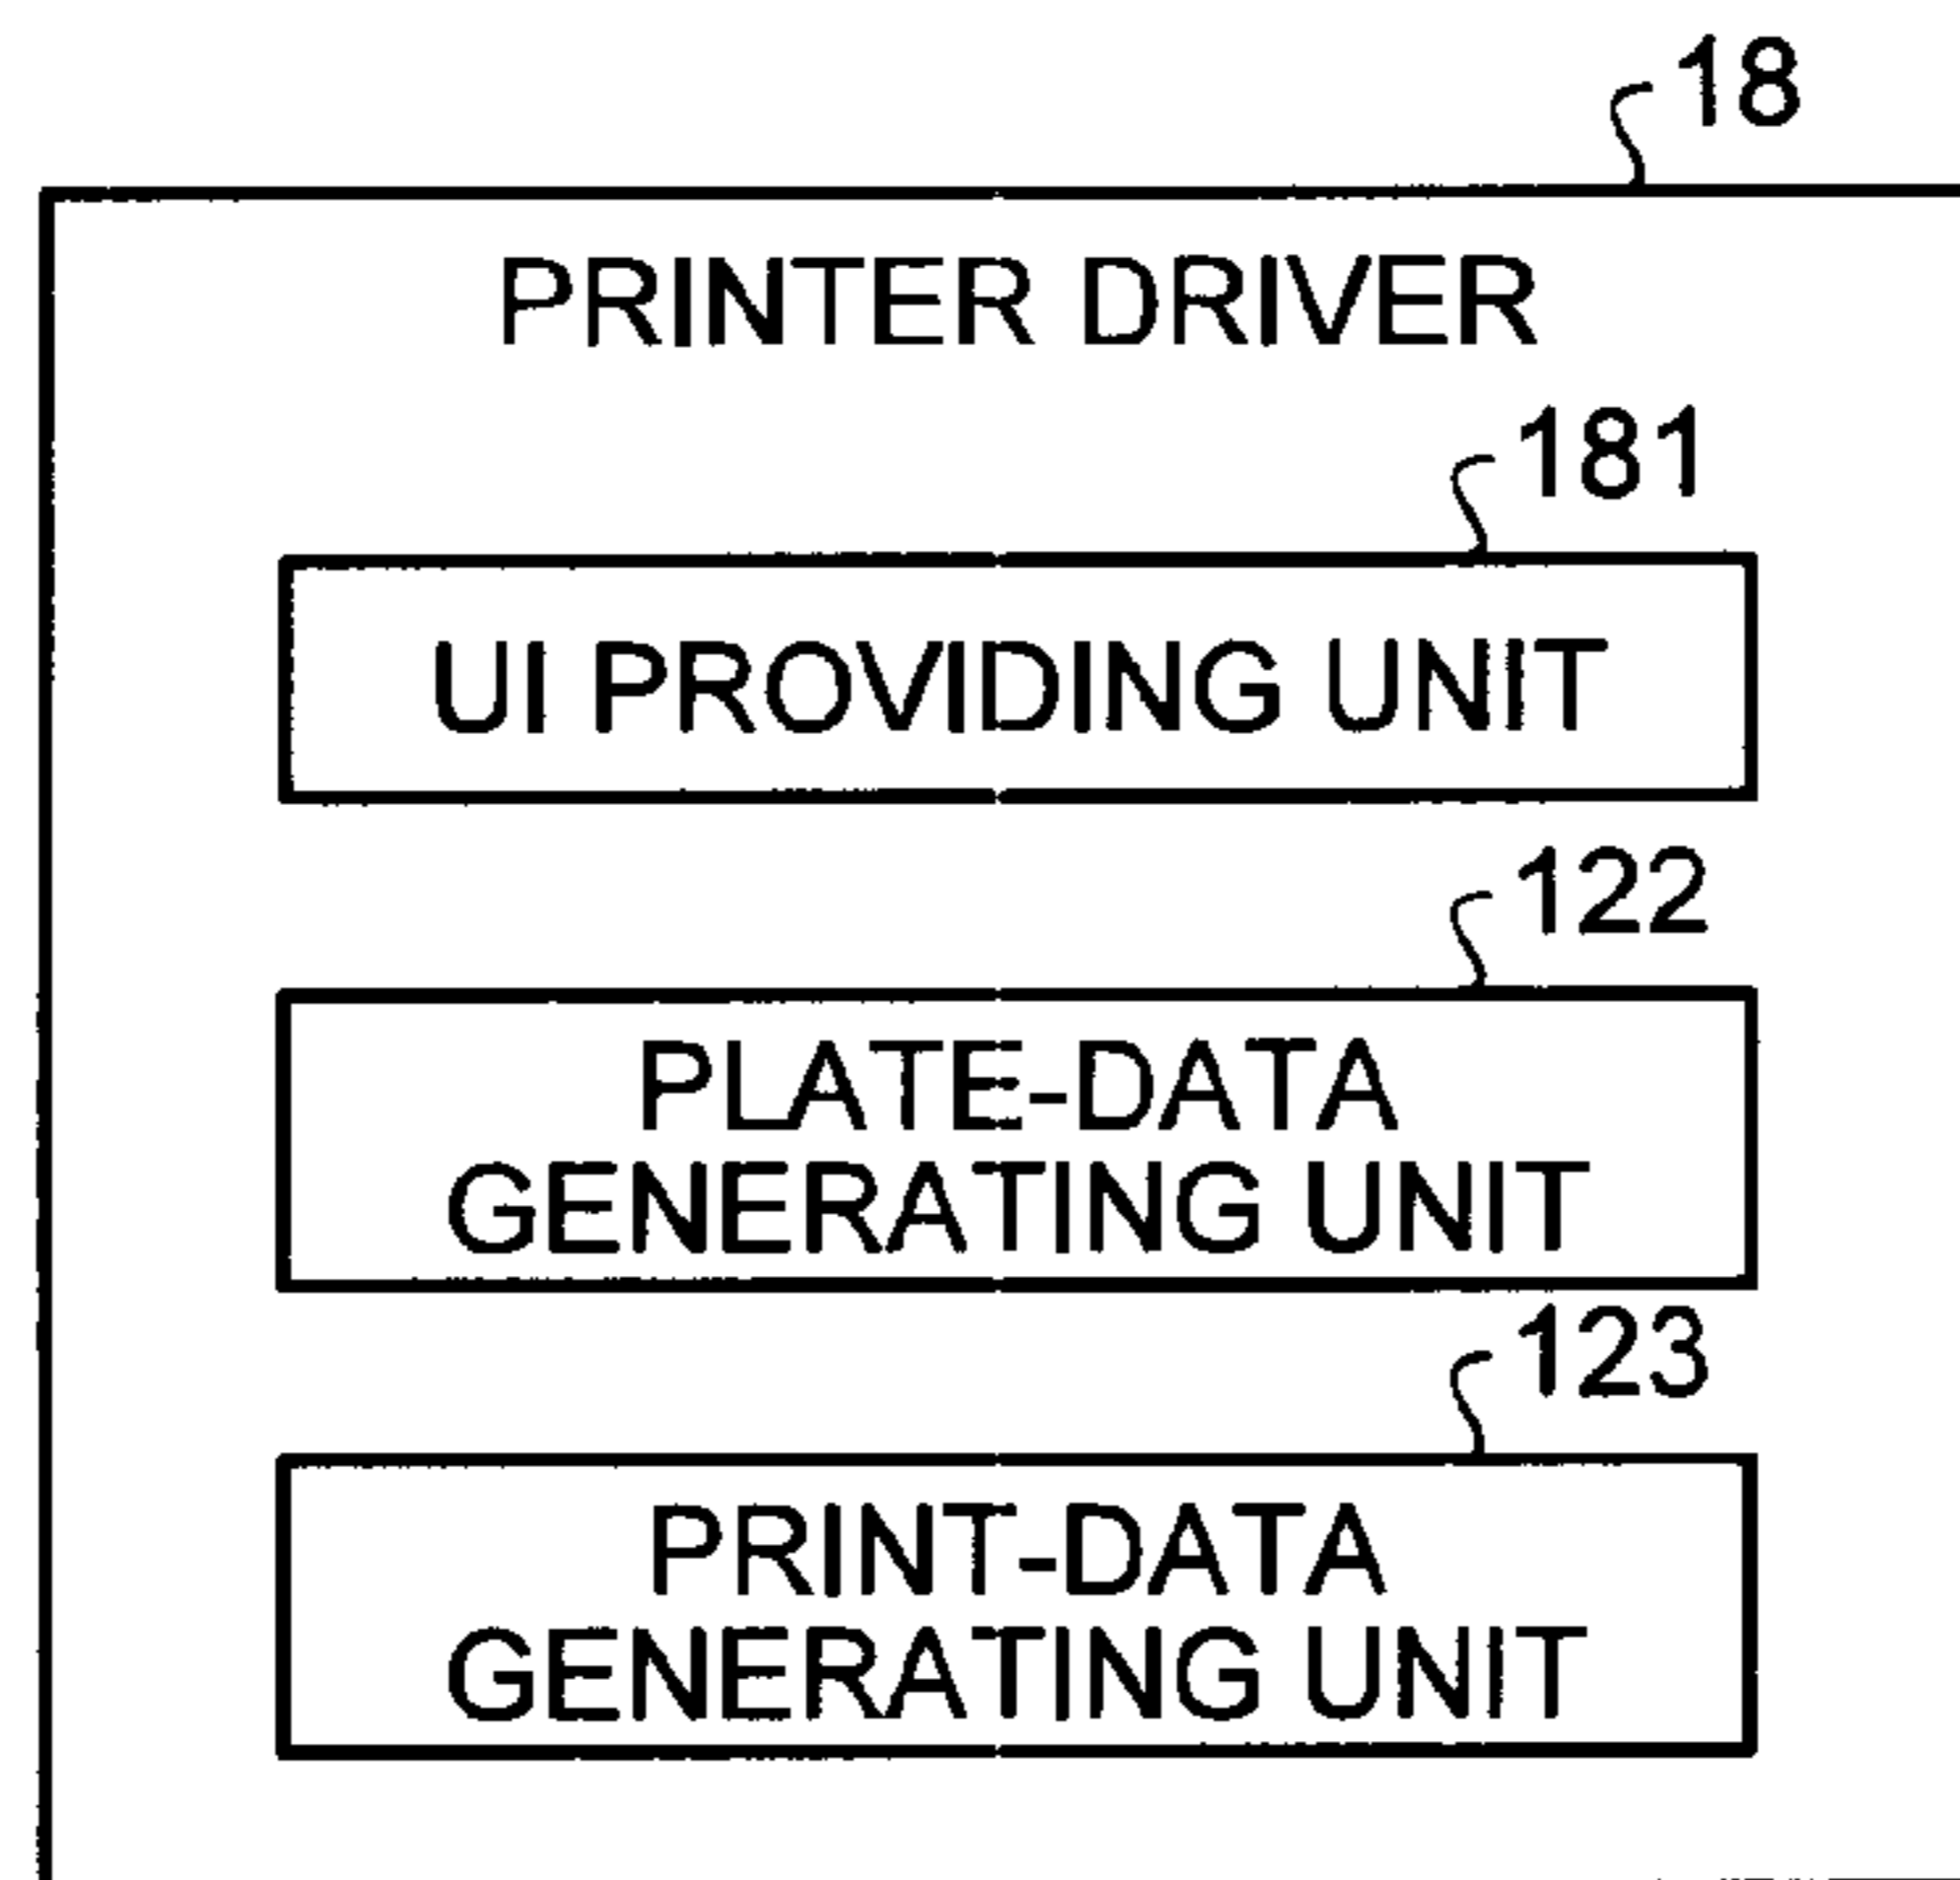 18
PRINTER DRIVER
181
UI PROVIDING UNIT
122
PLATE-DATA
GENERATING UNIT
123
PRINT-DATA
GENERATING UNIT